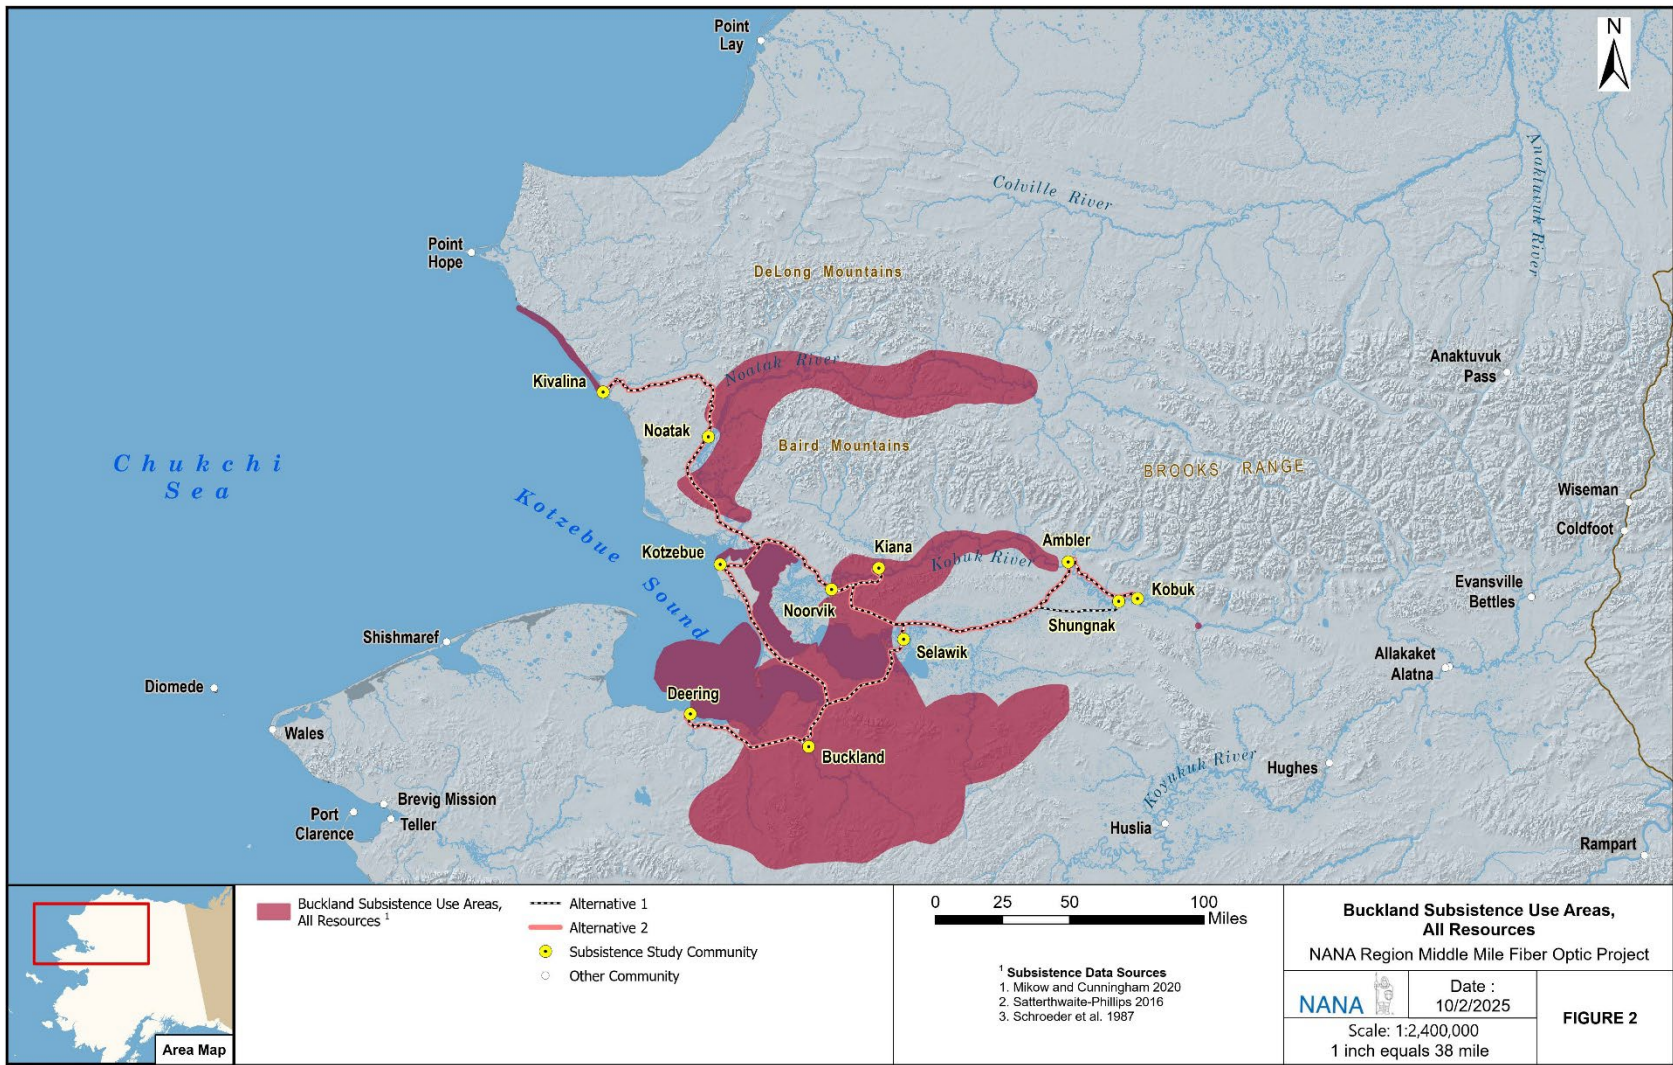 Point
Lay
N
Anaktuvuk River
Colville River
Point
Hope
DeLong Mountains
Noatak River
Anaktuvuk
Pass
Kivalina
Noatak
Baird Mountains
BROOKS RANGE
Chukchi
Sea
Kotzebue Sound
Wiseman
Coldfoot
Kotzebue
Kiana
Kobuk River
Ambler
Kobuk
Evansville
Bettles
Noorvik
Shungnak
Shishmaref
Selawik
Allakaket
Alatna
Diomede
Deering
Wales
Buckland
Koyukuk River
Hughes
Brevig Mission
Port
Clarence
Teller
Huslia
Rampart
Area Map
Buckland Subsistence Use Areas,
All Resources 1
Alternative 1
Alternative 2
Subsistence Study Community
Other Community
0 25 50 100
Miles
1 Subsistence Data Sources
1. Mikow and Cunningham 2020
2. Satterthwaite-Phillips 2016
3. Schroeder et al. 1987
Buckland Subsistence Use Areas,
All Resources
NANA Region Middle Mile Fiber Optic Project
NANA
Date :
10/2/2025
Scale: 1:2,400,000
1 inch equals 38 mile
FIGURE 2